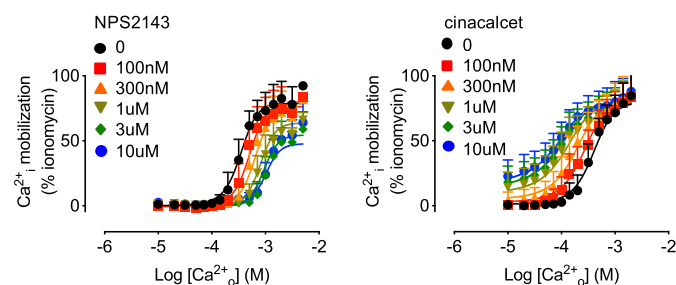 NPS2143
0
100nM
300nM
1uM
3uM
10uM
Ca²⁺ᵢ mobilization
(% ionomycin)
100
50
0
-6 -5 -4 -3 -2
Log [Ca²⁺ₒ] (M)
cinacalcet
0
100nM
300nM
1uM
3uM
10uM
Ca²⁺ᵢ mobilization
(% ionomycin)
100
50
0
-6 -5 -4 -3 -2
Log [Ca²⁺ₒ] (M)